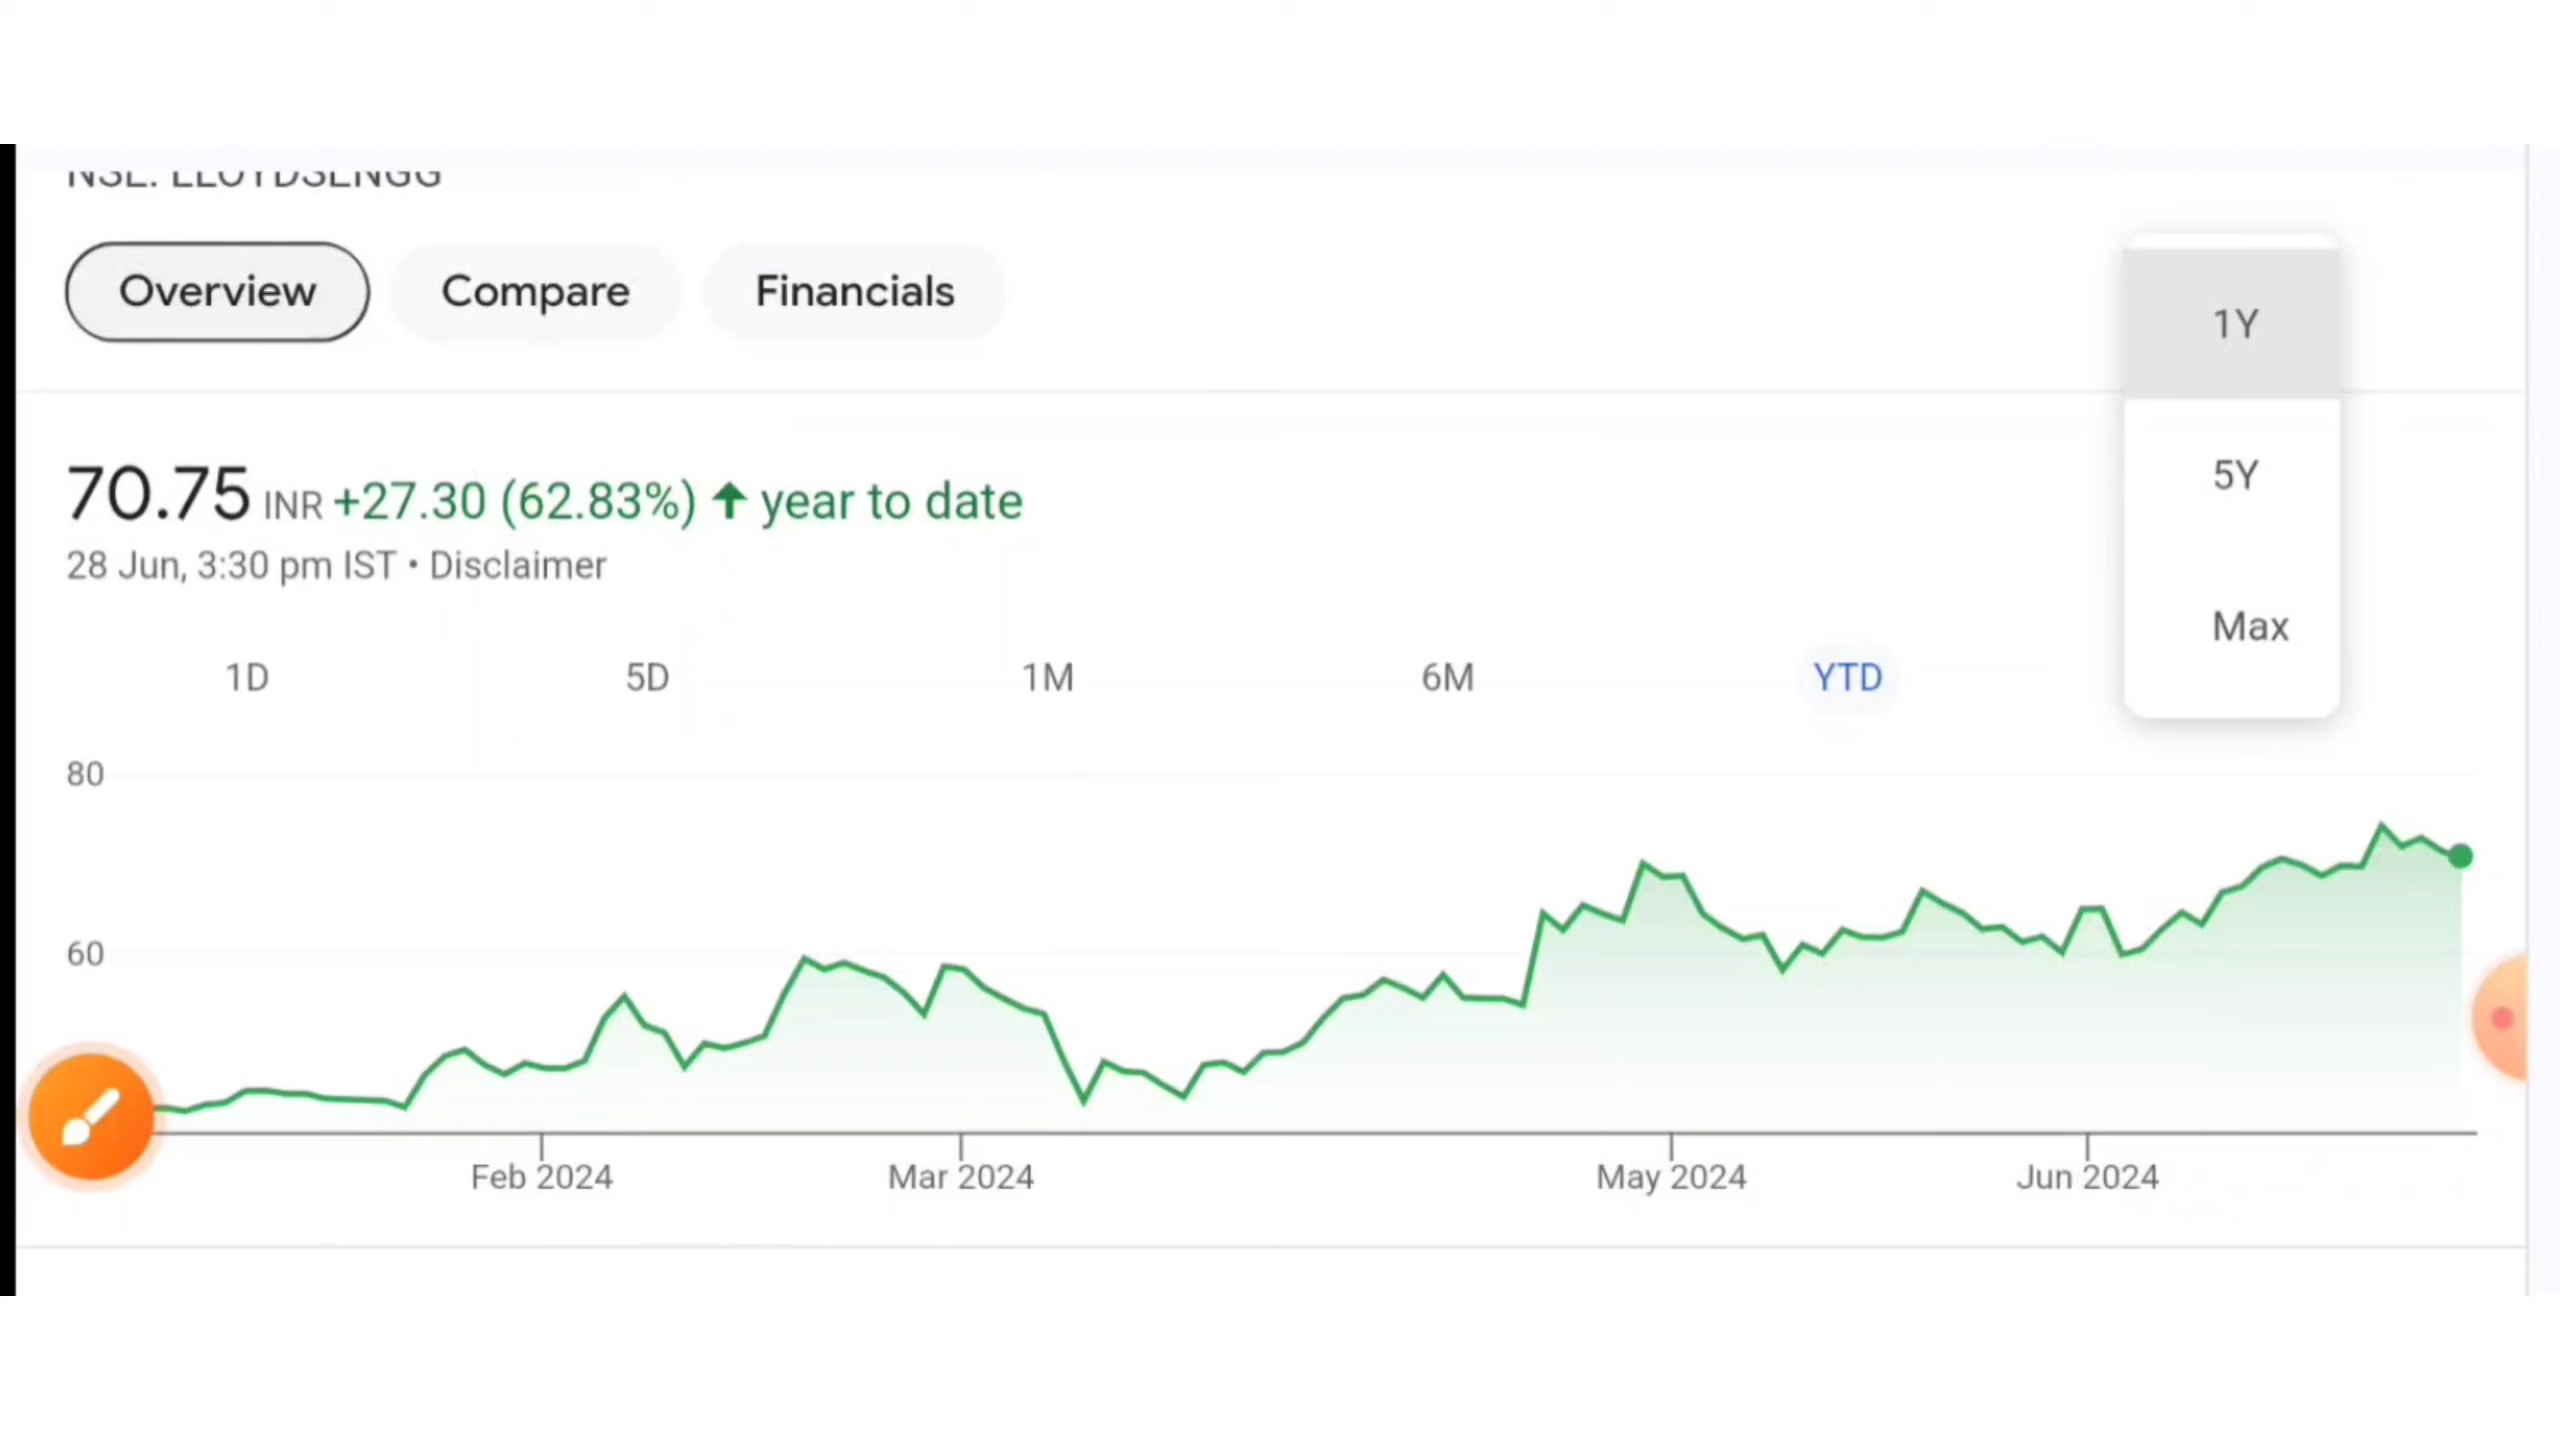 NSE: LLOYDSENGG
Overview Compare Financials
1Y
5Y
Max
70.75 INR +27.30 (62.83%) ↑ year to date
28 Jun, 3:30 pm IST • Disclaimer
1D 5D 1M 6M YTD
80
60
Feb 2024 Mar 2024 May 2024 Jun 2024